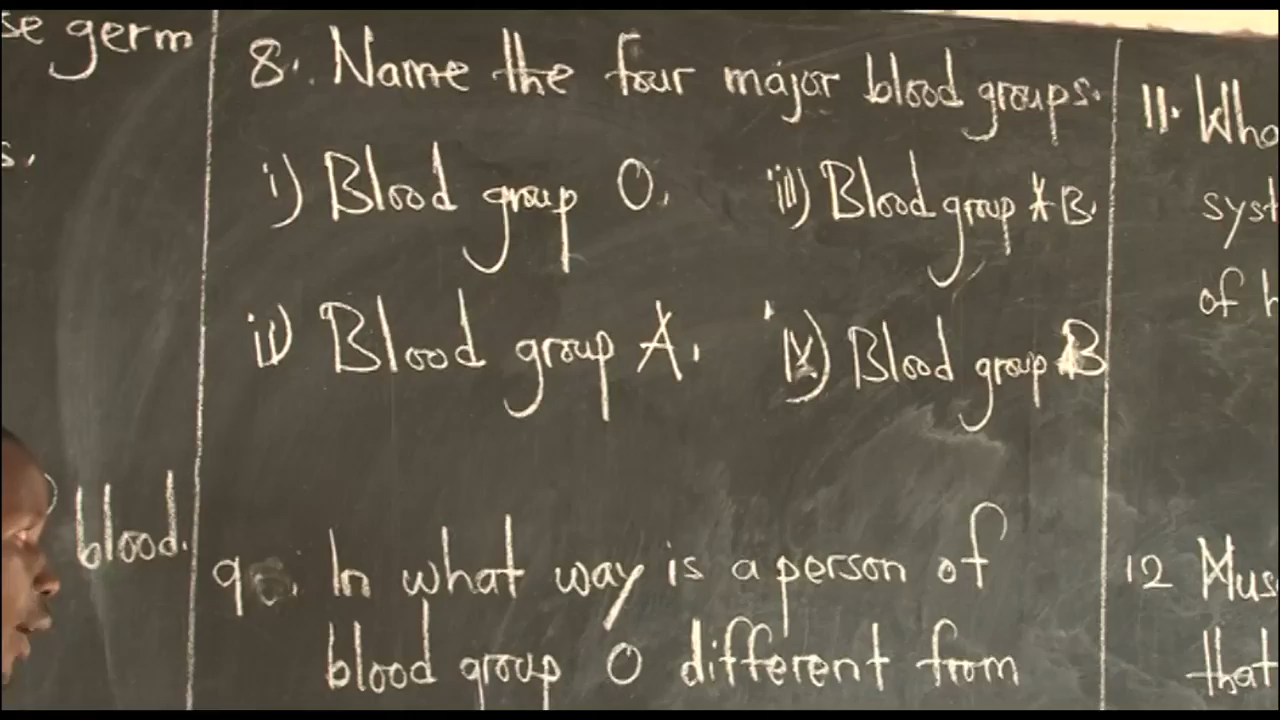 se germ
s.
blood.
8. Name the four major blood groups.
i) Blood group O.
ii) Blood group A.
iii) Blood group AB.
iv) Blood group B
9. In what way is a person of
blood group O different from
11. Wha
syst
of h
12 Mus
that